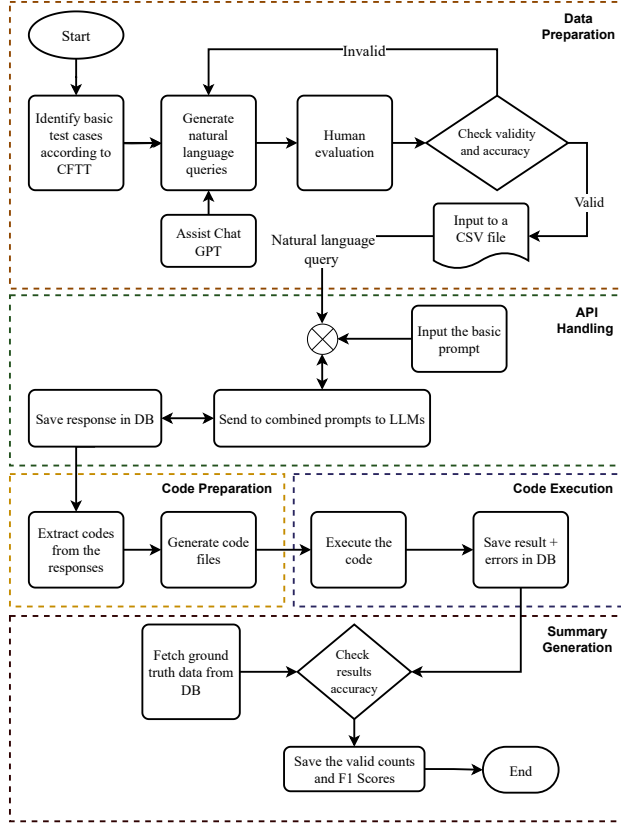 Data
Preparation
Start
Invalid
Identify basic
test cases
according to
CFTT
Generate
natural
language
queries
Human
evaluation
Check validity
and accuracy
Valid
Assist Chat
GPT
Input to a
CSV file
Natural language
query
API
Handling
Input the basic
prompt
Save response in DB
Send to combined prompts to LLMs
Code Preparation
Code Execution
Extract codes
from the
responses
Generate code
files
Execute the
code
Save result +
errors in DB
Summary
Generation
Fetch ground
truth data from
DB
Check
results
accuracy
Save the valid counts
and F1 Scores
End